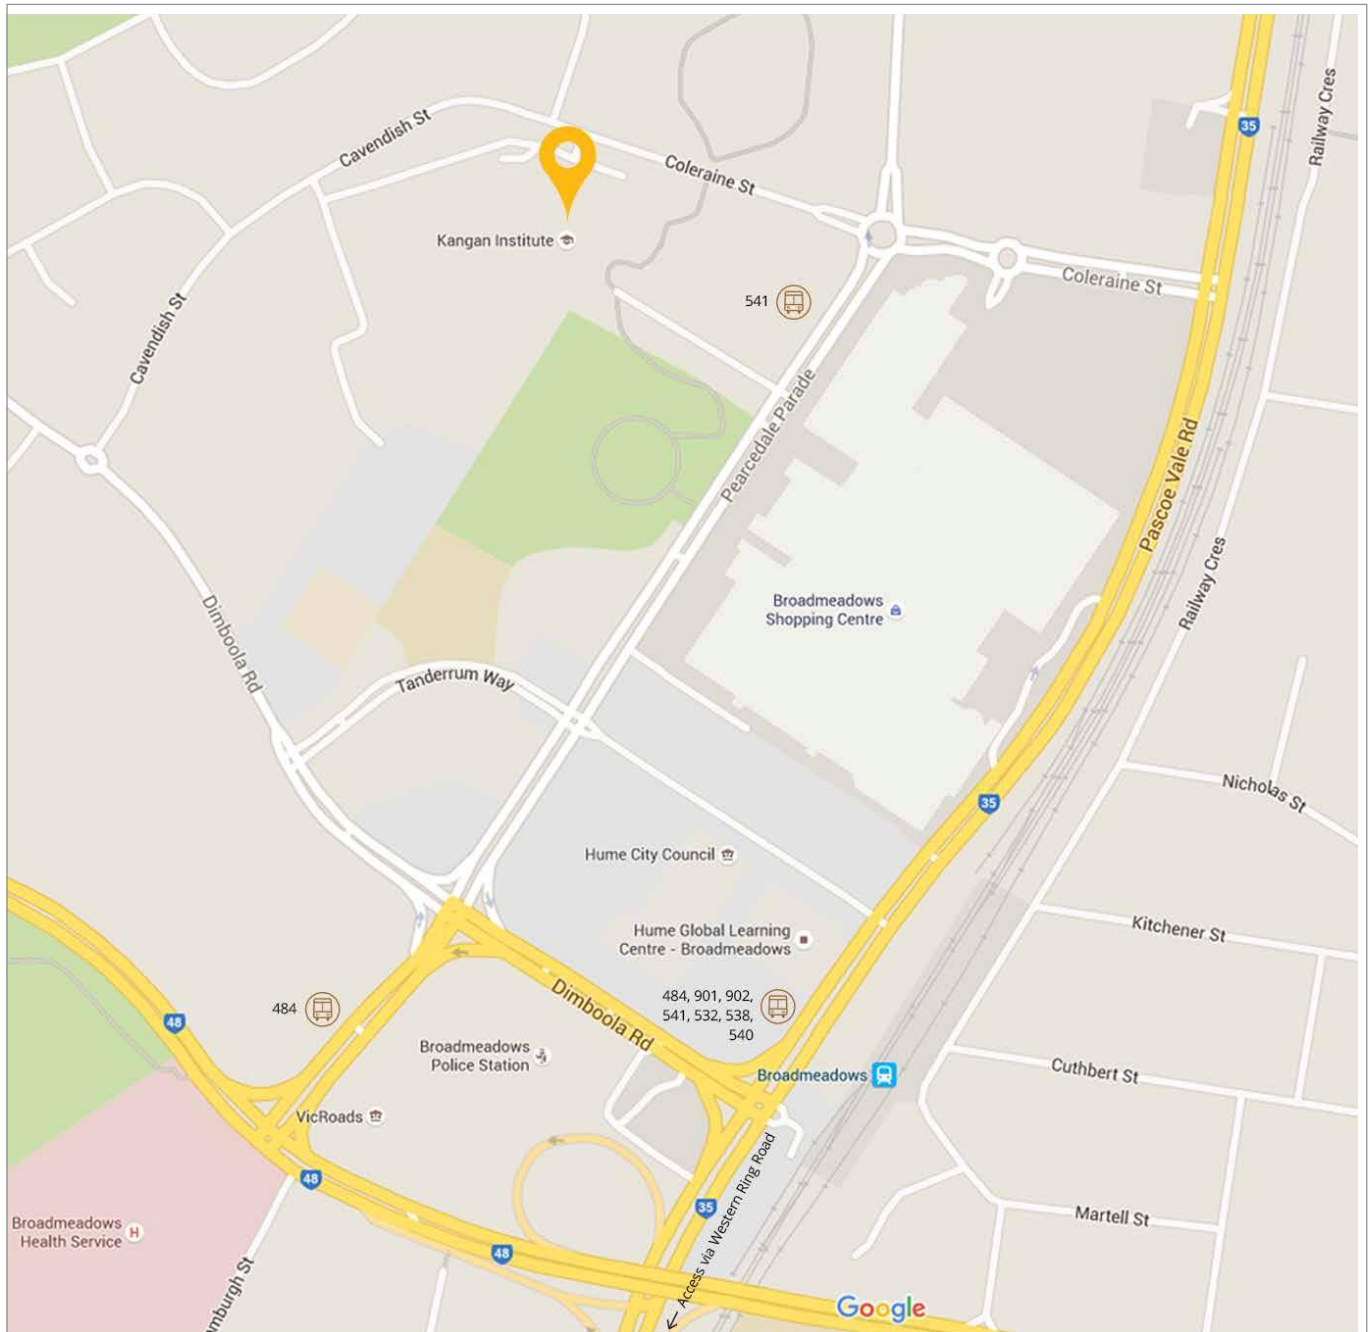 35
Railway Cres
Cavendish St
Coleraine St
Kangan Institute
Coleraine St
541
Cavendish St
Pearcedale Parade
Pascoe Vale Rd
Railway Cres
Broadmeadows
Shopping Centre
Dimboola Rd
Tanderrum Way
Nicholas St
35
Hume City Council
Kitchener St
Hume Global Learning
Centre - Broadmeadows
484, 901, 902,
541, 532, 538,
540
484
48
Dimboola Rd
Broadmeadows
Police Station
Broadmeadows
Cuthbert St
VicRoads
48
35
Access via Western Ring Road
Martell St
Broadmeadows
Health Service
H
48
mburgh St
Google